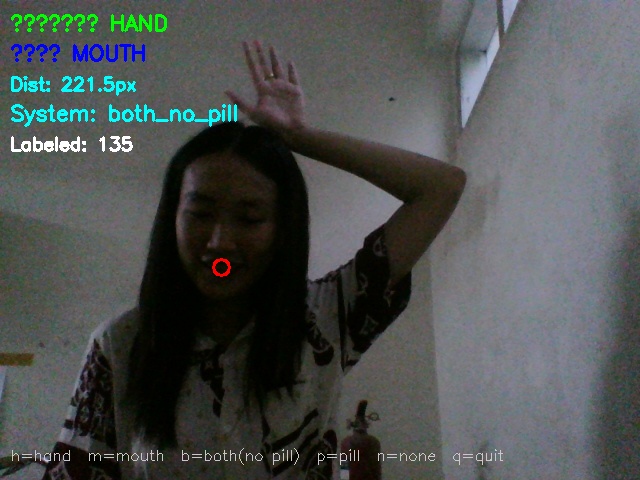 ??????? HAND
???? MOUTH
Dist: 221.5px
System: both_no_pill
Labeled: 135
h=hand m=mouth b=both(no pill) p=pill n=none q=quit